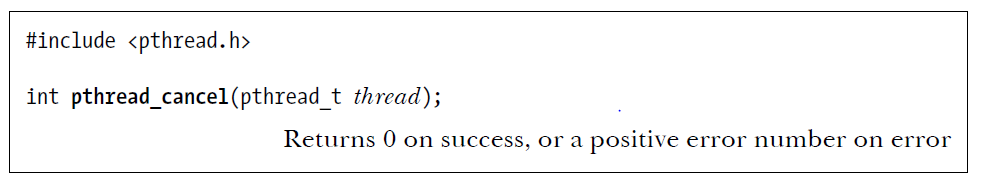 #include <pthread.h>
int pthread_cancel(pthread_t thread);
Returns 0 on success, or a positive error number on error